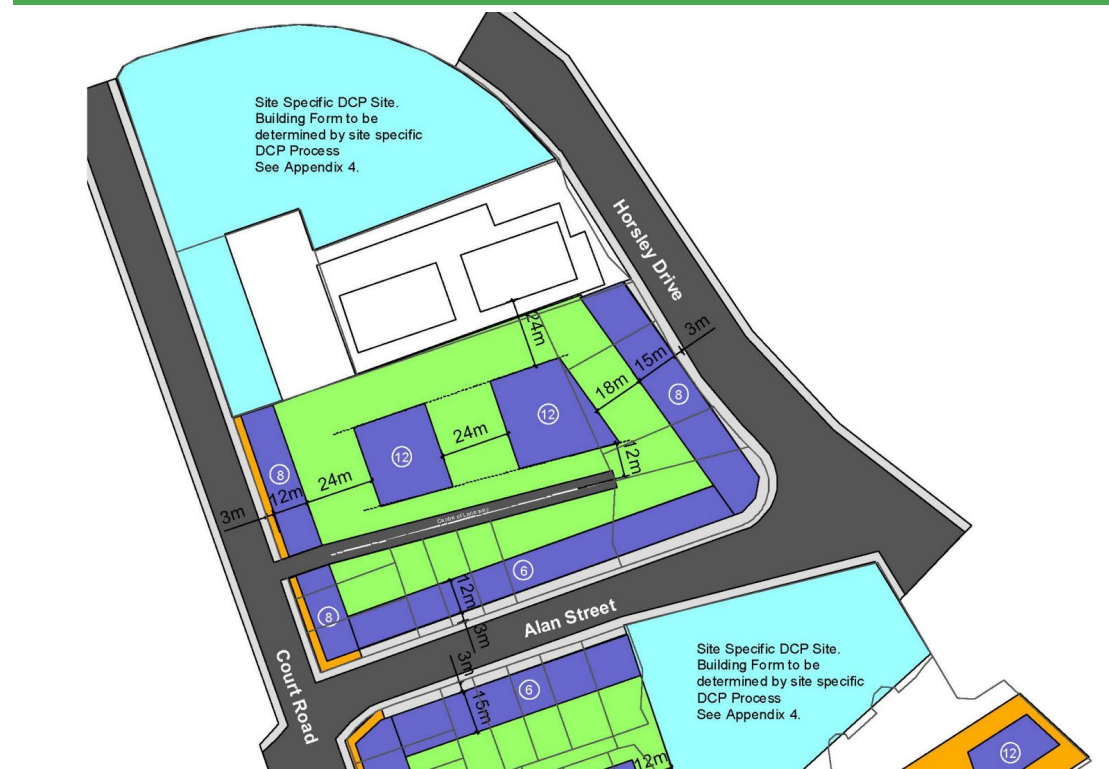 Site Specific DCP Site.
Building Form to be
determined by site specific
DCP Process
See Appendix 4.
Horsley Drive
3m
24m
15m
18m
8
12
24m
12
12m
8
24m
12m
3m
Centre of Laneway
6
8
12m
3m
Alan Street
3m
15m
6
Court Road
Site Specific DCP Site.
Building Form to be
determined by site specific
DCP Process
See Appendix 4.
12
12m